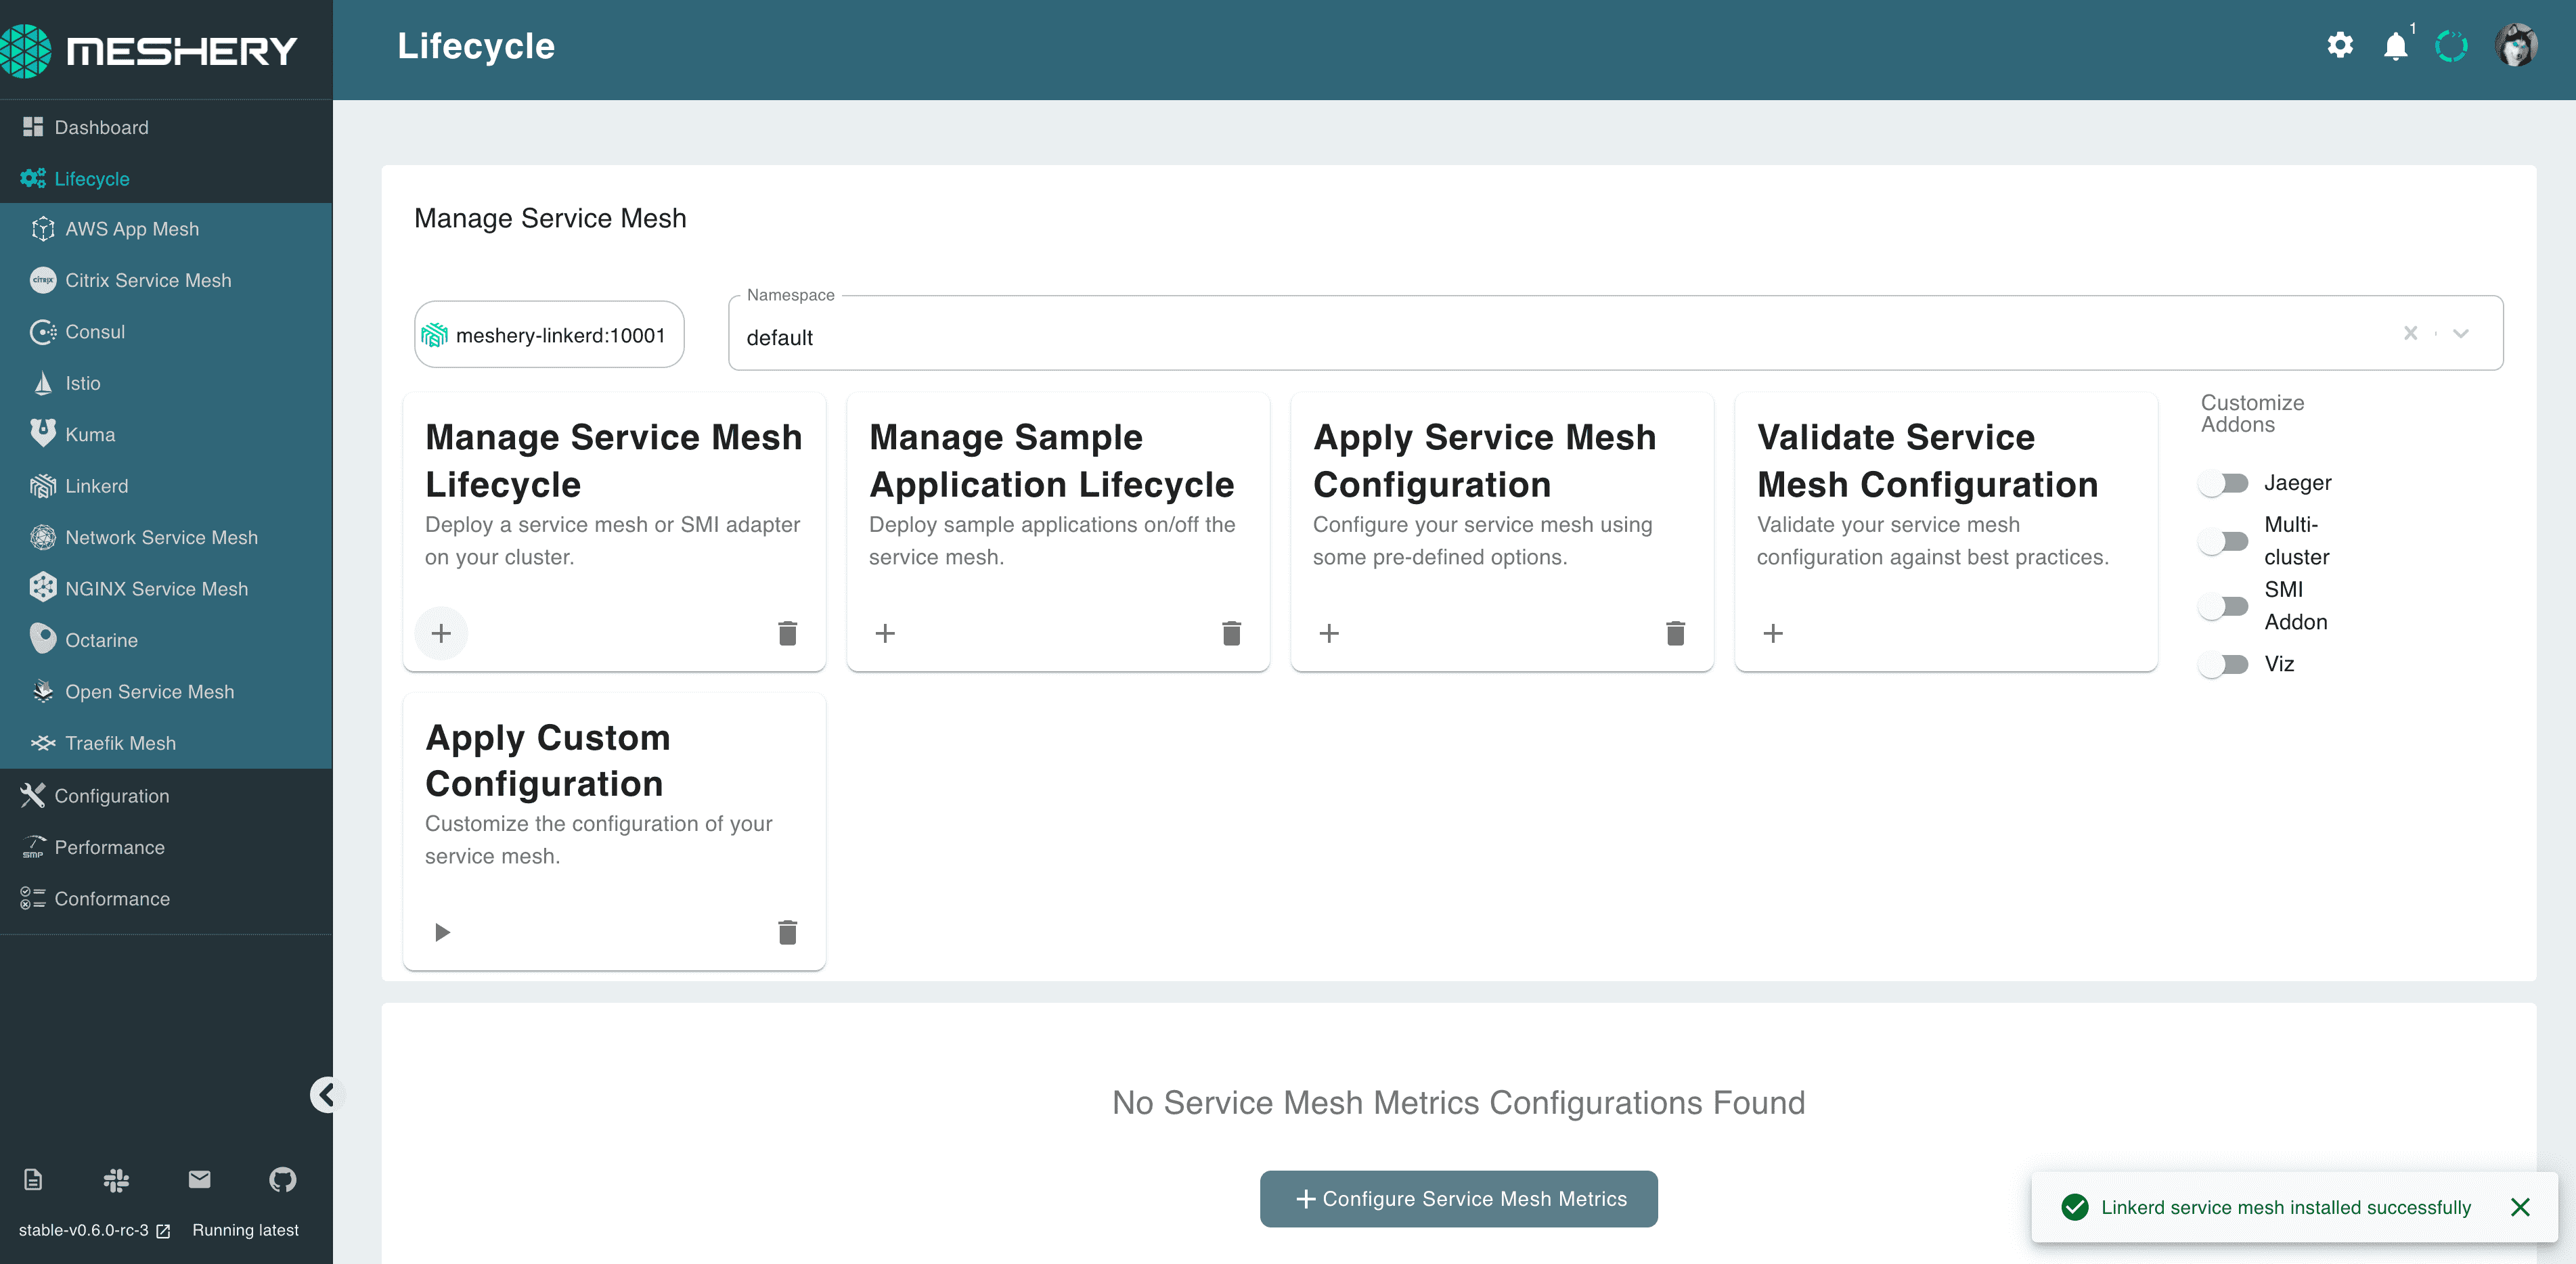 MESHERY
Lifecycle
1
Dashboard
Lifecycle
AWS App Mesh
citrix
Citrix Service Mesh
Consul
Istio
Kuma
Linkerd
Network Service Mesh
NGINX Service Mesh
Octarine
Open Service Mesh
Traefik Mesh
Configuration
SMP
Performance
Conformance
stable-v0.6.0-rc-3
Running latest
Manage Service Mesh
meshery-linkerd:10001
Namespace
default
Manage Service Mesh
Lifecycle
Deploy a service mesh or SMI adapter
on your cluster.
Manage Sample
Application Lifecycle
Deploy sample applications on/off the
service mesh.
Apply Service Mesh
Configuration
Configure your service mesh using
some pre-defined options.
Validate Service
Mesh Configuration
Validate your service mesh
configuration against best practices.
Customize
Addons
Jaeger
Multi-
cluster
SMI
Addon
Viz
Apply Custom
Configuration
Customize the configuration of your
service mesh.
No Service Mesh Metrics Configurations Found
Configure Service Mesh Metrics
Linkerd service mesh installed successfully